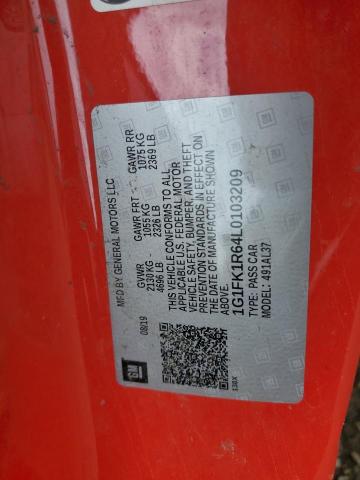 MFD BY GENERAL MOTORS LLC
08/19
GVWR
2130 KG -
4696 LB
GAWR FRT -
1055 KG
2326 LB
GAWR RR
1075 KG
2369 LB
THIS VEHICLE CONFORMS TO ALL
APPLICABLE U.S. FEDERAL MOTOR
VEHICLE SAFETY, BUMPER, AND THEFT
PREVENTION STANDARDS IN EFFECT ON
THE DATE OF MANUFACTURE SHOWN
ABOVE.
1G1FK1R64L0103209
TYPE: PASS CAR
MODEL: 491AL37
GM